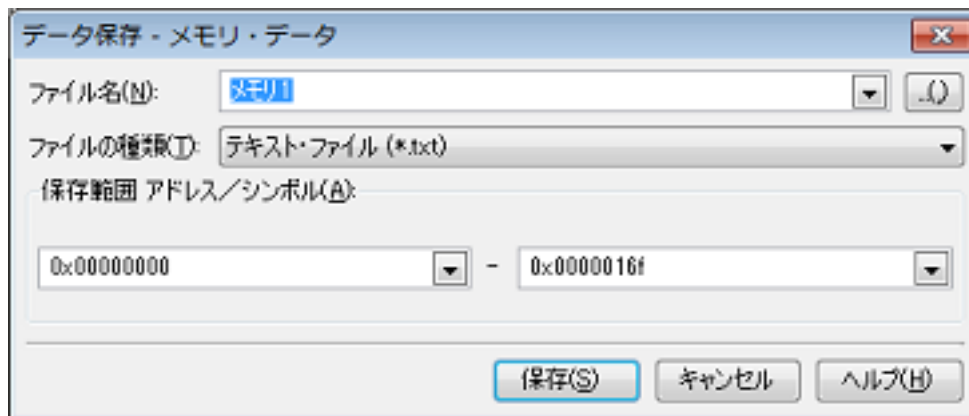 データ保存 - メモリ・データ
ファイル名(N): メモリ1 ...()
ファイルの種類(T): テキスト・ファイル (*.txt)
保存範囲 アドレス／シンボル(A):
0x00000000 - 0x0000016f
保存(S) キャンセル ヘルプ(H)